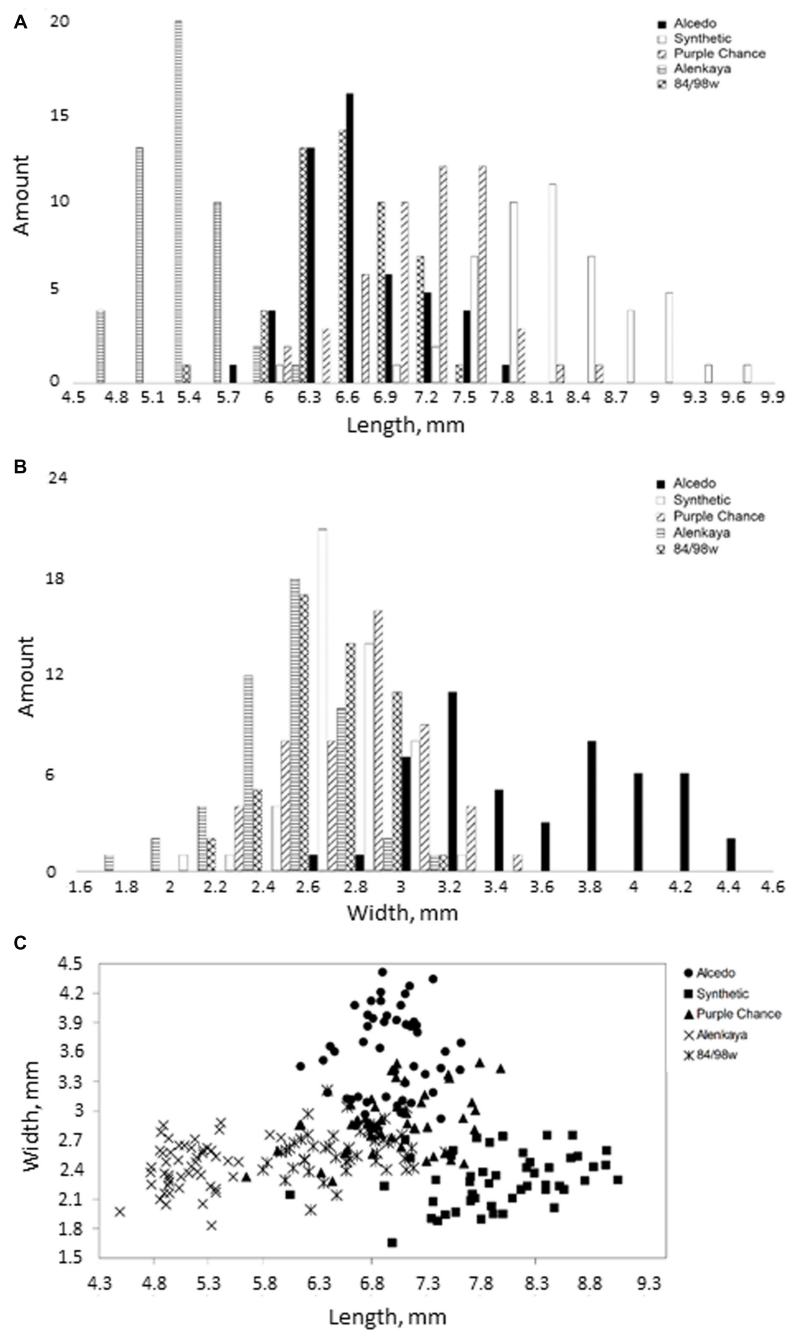 A
20
15
10
5
0
Amount
4.5 4.8 5.1 5.4 5.7 6 6.3 6.6 6.9 7.2 7.5 7.8 8.1 8.4 8.7 9 9.3 9.6 9.9
Length, mm
Alcedo
Synthetic
Purple Chance
Alenkaya
84/98w
B
24
18
12
6
0
Amount
1.6 1.8 2 2.2 2.4 2.6 2.8 3 3.2 3.4 3.6 3.8 4 4.2 4.4 4.6
Width, mm
Alcedo
Synthetic
Purple Chance
Alenkaya
84/98w
C
4.5
4.2
3.9
3.6
3.3
3
2.7
2.4
2.1
1.8
1.5
Width, mm
4.3 4.8 5.3 5.8 6.3 6.8 7.3 7.8 8.3 8.8 9.3
Length, mm
Alcedo
Synthetic
Purple Chance
Alenkaya
84/98w